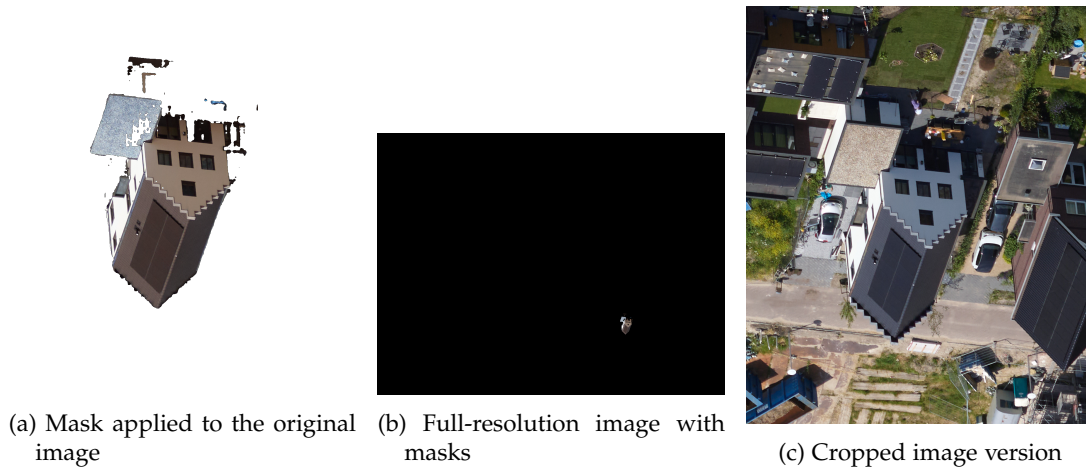 (a) Mask applied to the original
image
(b) Full-resolution image with
masks
(c) Cropped image version